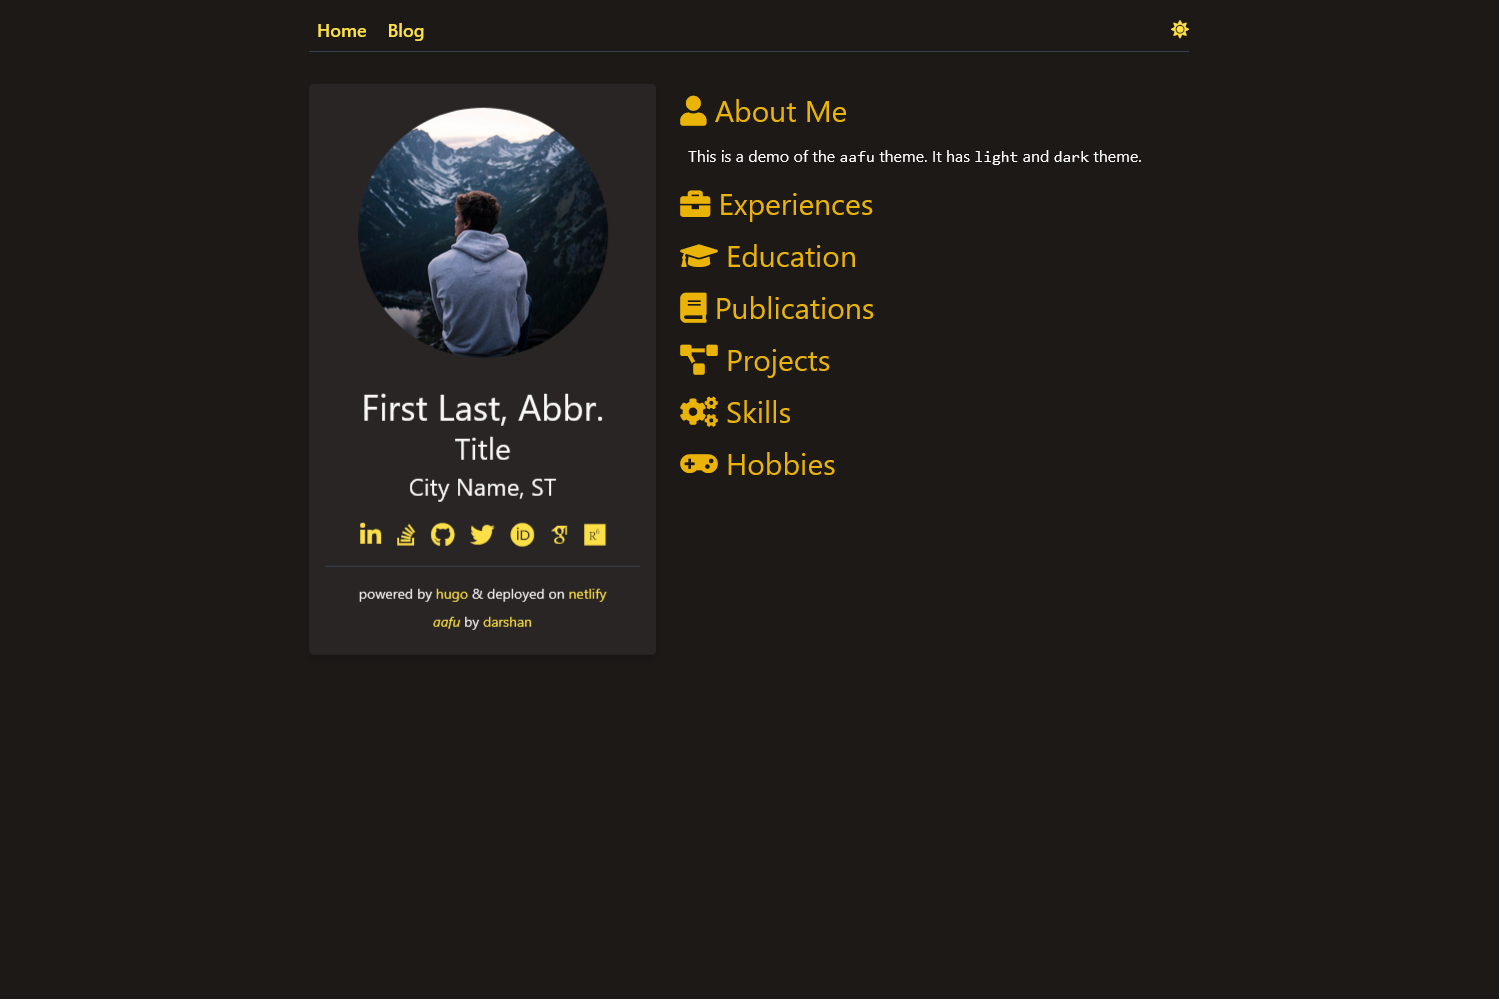 Home Blog
About Me
This is a demo of the aafu theme. It has light and dark theme.
Experiences
Education
Publications
Projects
Skills
Hobbies
First Last, Abbr.
Title
City Name, ST
in iD g R⁶
powered by hugo & deployed on netlify
aafu by darshan